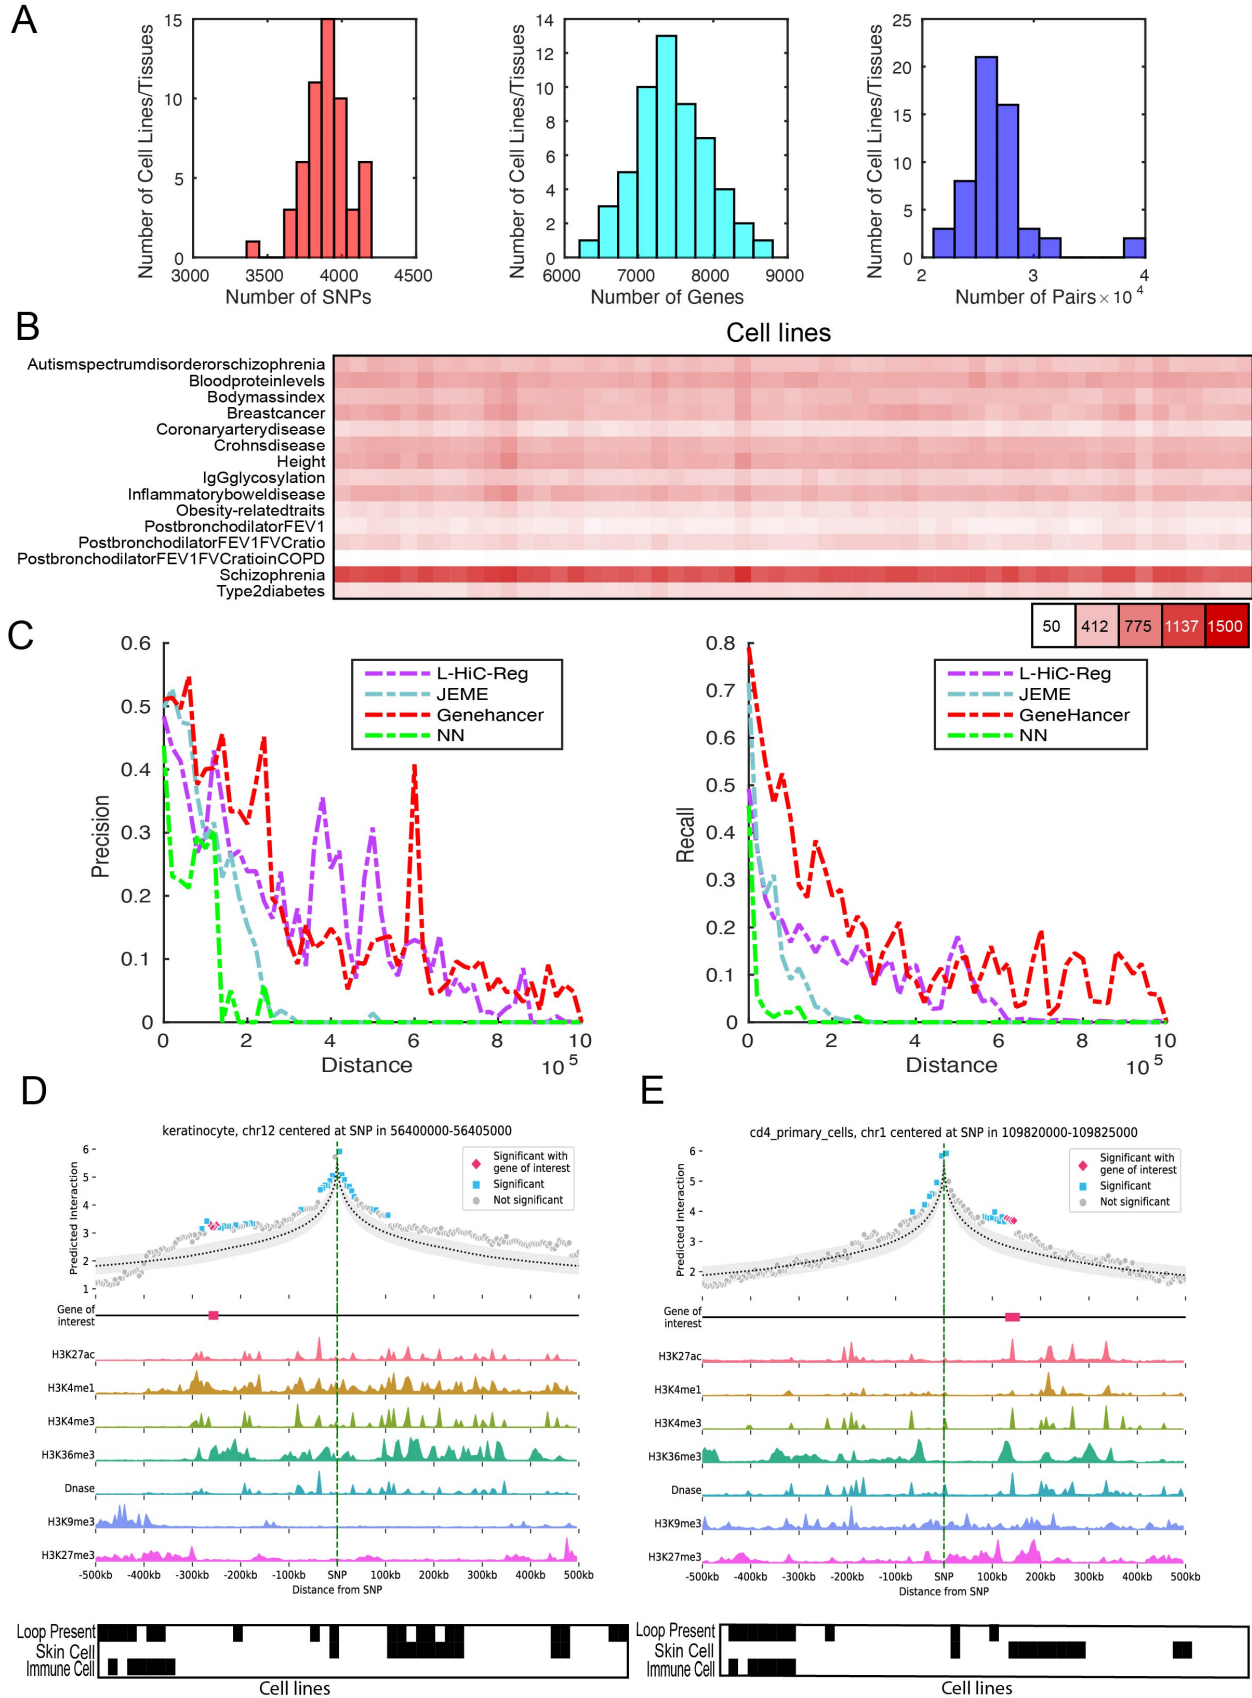 A
Number of Cell Lines/Tissues
15
10
5
0
3000 3500 4000 4500
Number of SNPs
Number of Cell Lines/Tissues
14
12
10
8
6
4
2
0
6000 7000 8000 9000
Number of Genes
Number of Cell Lines/Tissues
25
20
15
10
5
0
2 3 4
Number of Pairs × 10 4
B
Cell lines
Autismspectrumdisorderorschizophrenia
Bloodproteinlevels
Bodymassindex
Breastcancer
Coronaryarterydisease
Crohnsdisease
Height
IgGglycosylation
Inflammatoryboweldisease
Obesity-relatedtraits
PostbronchodilatorFEV1
PostbronchodilatorFEV1FVCratio
PostbronchodilatorFEV1FVCratioinCOPD
Schizophrenia
Type2diabetes
50 412 775 1137 1500
C
Precision
0.6
0.5
0.4
0.3
0.2
0.1
0
L-HiC-Reg
JEME
Genehancer
NN
0 2 4 6 8 10
Distance
10 5
Recall
0.8
0.7
0.6
0.5
0.4
0.3
0.2
0.1
0
L-HiC-Reg
JEME
GeneHancer
NN
0 2 4 6 8 10
Distance
10 5
D
keratinocyte, chr12 centered at SNP in 56400000-56405000
Predicted Interaction
6
5
4
3
2
1
Significant with
gene of interest
Significant
Not significant
Gene of
interest
H3K27ac
H3K4me1
H3K4me3
H3K36me3
Dnase
H3K9me3
H3K27me3
-500kb -400kb -300kb -200kb -100kb SNP 100kb 200kb 300kb 400kb 500kb
Distance from SNP
Loop Present
Skin Cell
Immune Cell
Cell lines
E
cd4_primary_cells, chr1 centered at SNP in 109820000-109825000
Predicted Interaction
6
5
4
3
2
Significant with
gene of interest
Significant
Not significant
Gene of
interest
H3K27ac
H3K4me1
H3K4me3
H3K36me3
Dnase
H3K9me3
H3K27me3
-500kb -400kb -300kb -200kb -100kb SNP 100kb 200kb 300kb 400kb 500kb
Distance from SNP
Loop Present
Skin Cell
Immune Cell
Cell lines